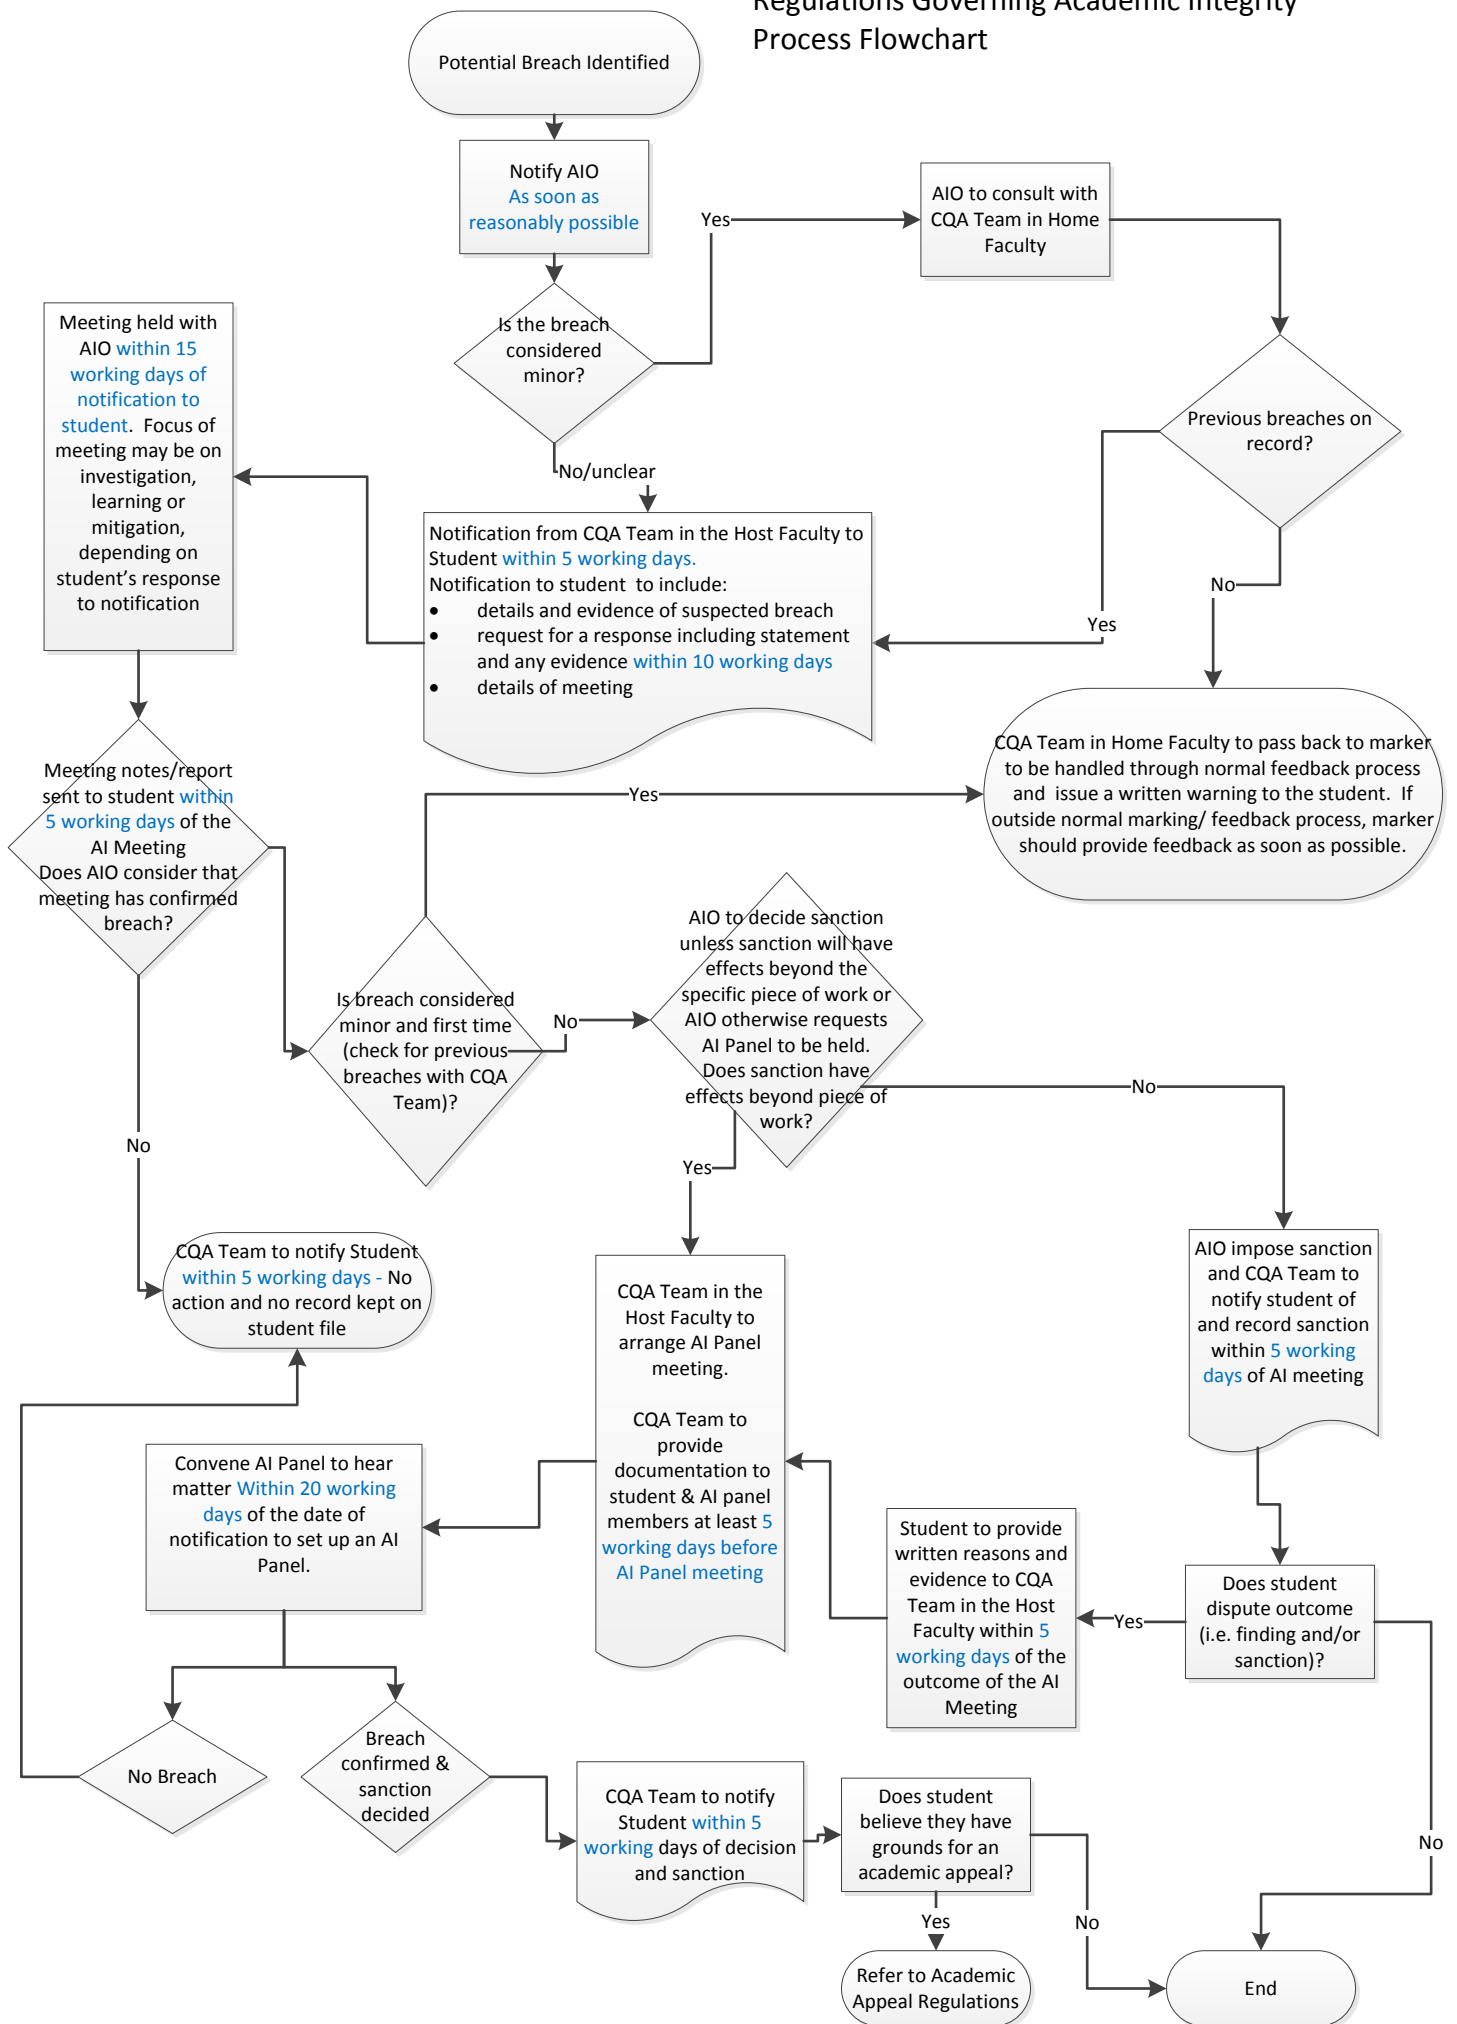 Regulations Governing Academic Integrity
Process Flowchart
Potential Breach Identified
Notify AIO
As soon as
reasonably possible
Yes
AIO to consult with
CQA Team in Home
Faculty
Is the breach
considered
minor?
Meeting held with
AIO within 15
working days of
notification to
student.  Focus of
meeting may be on
investigation,
learning or
mitigation,
depending on
student's response
to notification
Previous breaches on
record?
No/unclear
Notification from CQA Team in the Host Faculty to
Student within 5 working days.
Notification to student  to include:
• details and evidence of suspected breach
• request for a response including statement
and any evidence within 10 working days
• details of meeting
No
Yes
CQA Team in Home Faculty to pass back to marker
to be handled through normal feedback process
and  issue a written warning to the student.  If
outside normal marking/ feedback process, marker
should provide feedback as soon as possible.
Meeting notes/report
sent to student within
5 working days of the
AI Meeting
Does AIO consider that
meeting has confirmed
breach?
Yes
Is breach considered
minor and first time
(check for previous
breaches with CQA
Team)?
No
AIO to decide sanction
unless sanction will have
effects beyond the
specific piece of work or
AIO otherwise requests
AI Panel to be held.
Does sanction have
effects beyond piece of
work?
No
No
Yes
CQA Team to notify Student
within 5 working days - No
action and no record kept on
student file
CQA Team in the
Host Faculty to
arrange AI Panel
meeting.
CQA Team to
provide
documentation to
student & AI panel
members at least 5
working days before
AI Panel meeting
AIO impose sanction
and CQA Team to
notify student of
and record sanction
within 5 working
days of AI meeting
Convene AI Panel to hear
matter Within 20 working
days of the date of
notification to set up an AI
Panel.
Student to provide
written reasons and
evidence to CQA
Team in the Host
Faculty within 5
working days of the
outcome of the AI
Meeting
Yes
Does student
dispute outcome
(i.e. finding and/or
sanction)?
No Breach
Breach
confirmed &
sanction
decided
CQA Team to notify
Student within 5
working days of decision
and sanction
Does student
believe they have
grounds for an
academic appeal?
No
Yes
No
Refer to Academic
Appeal Regulations
End